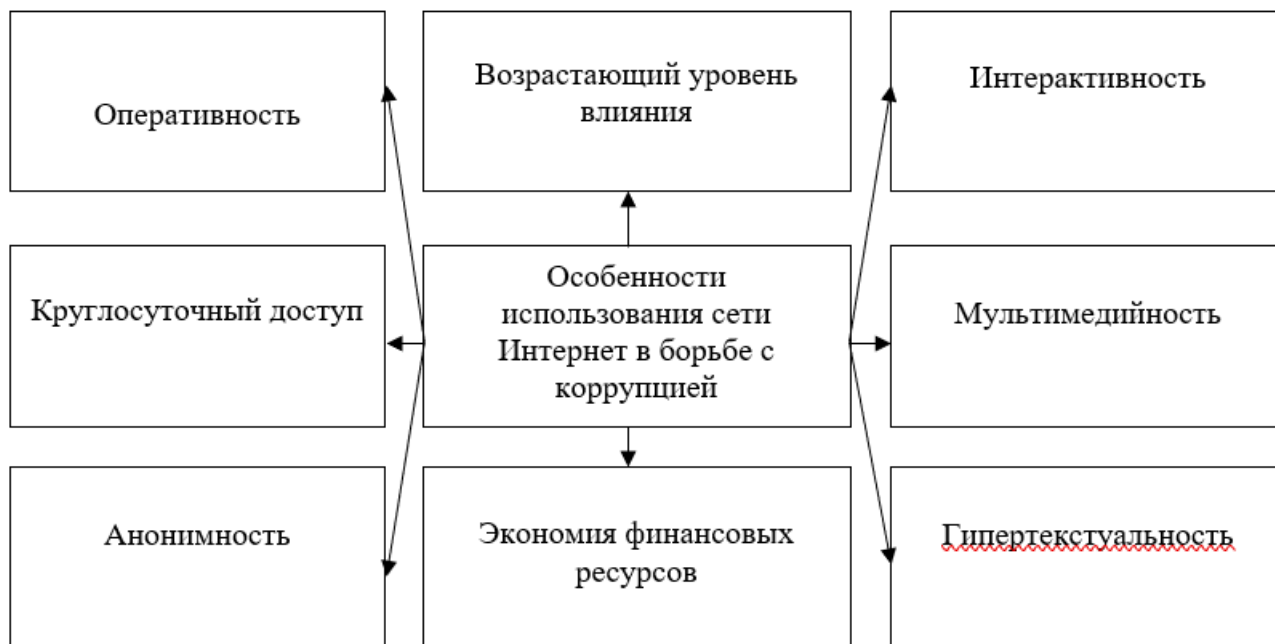 Оперативность
Возрастающий уровень
влияния
Интерактивность
Круглосуточный доступ
Особенности
использования сети
Интернет в борьбе с
коррупцией
Мультимедийность
Анонимность
Экономия финансовых
ресурсов
Гипертекстуальность